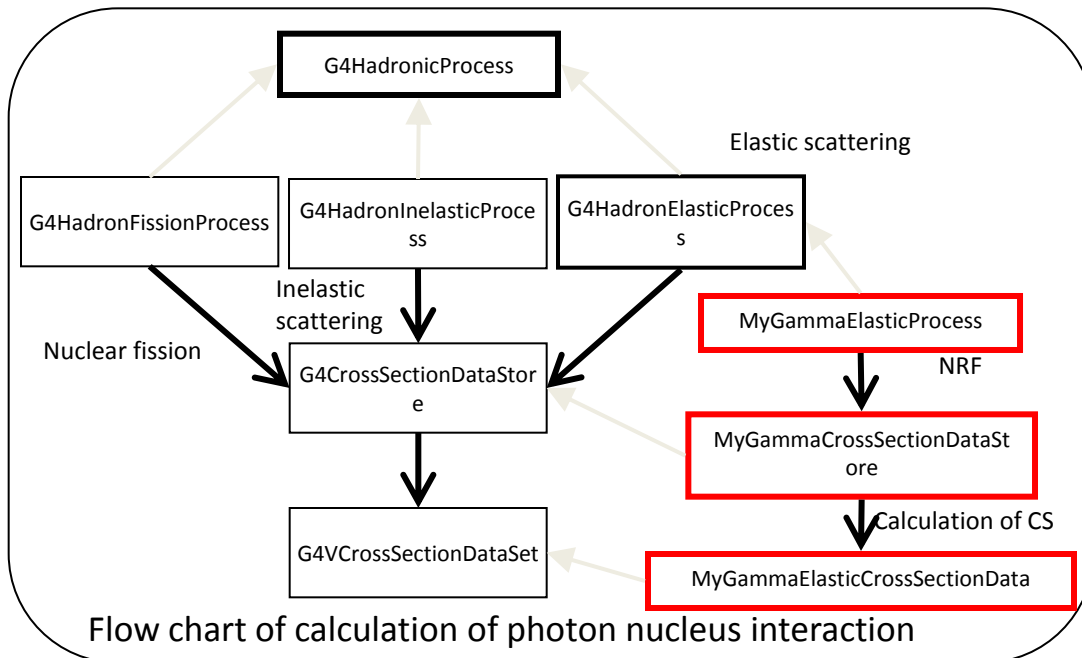 G4HadronicProcess
Elastic scattering
G4HadronFissionProcess
G4HadronInelasticProce
ss
G4HadronElasticProces
s
Inelastic
scattering
Nuclear fission
MyGammaElasticProcess
NRF
G4CrossSectionDataStor
e
MyGammaCrossSectionDataSt
ore
Calculation of CS
G4VCrossSectionDataSet
MyGammaElasticCrossSectionData
Flow chart of calculation of photon nucleus interaction